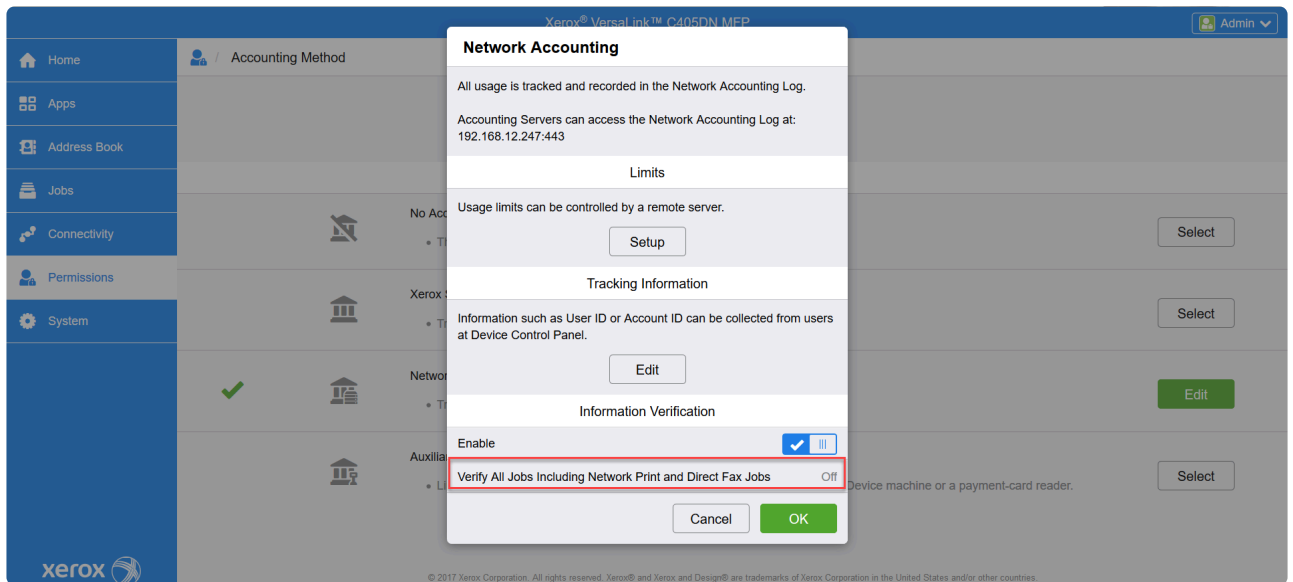 Xerox® VersaLink™ C405DN MFP
Admin
Home
Apps
Address Book
Jobs
Connectivity
Permissions
System
xerox
/ Accounting Method
No Acc
• Th
Select
Xerox
• Tr
Select
Networ
• Tr
Edit
Auxilia
• Li
Device machine or a payment-card reader.
Select
Network Accounting
All usage is tracked and recorded in the Network Accounting Log.
Accounting Servers can access the Network Accounting Log at:
192.168.12.247:443
Limits
Usage limits can be controlled by a remote server.
Setup
Tracking Information
Information such as User ID or Account ID can be collected from users
at Device Control Panel.
Edit
Information Verification
Enable
Verify All Jobs Including Network Print and Direct Fax Jobs Off
Cancel
OK
© 2017 Xerox Corporation. All rights reserved. Xerox® and Xerox and Design® are trademarks of Xerox Corporation in the United States and/or other countries.